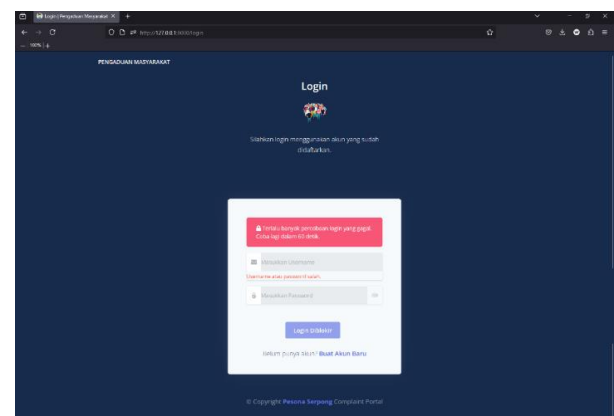 Login | Pengaduan Masyarakat
http://127.0.0.1:8000/login
100%
PENGADUAN MASYARAKAT
Login
Silahkan login menggunakan akun yang sudah
didaftarkan.
Terlalu banyak percobaan login yang gagal.
Coba lagi dalam detik.
Masukkan Username
Username atau password salah.
Masukkan Password
Login Diblokir
Belum punya akun? Buat Akun Baru
© Copyright Pesona Serpong Complaint Portal